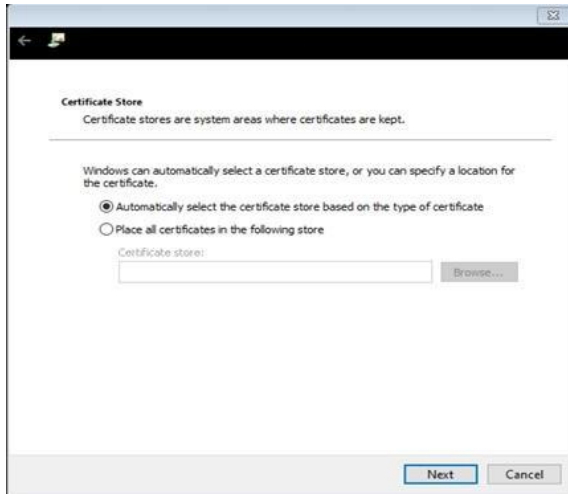 Certificate Store
Certificate stores are system areas where certificates are kept.
Windows can automatically select a certificate store, or you can specify a location for
the certificate.
Automatically select the certificate store based on the type of certificate
Place all certificates in the following store
Certificate store:
Browse...
Next
Cancel